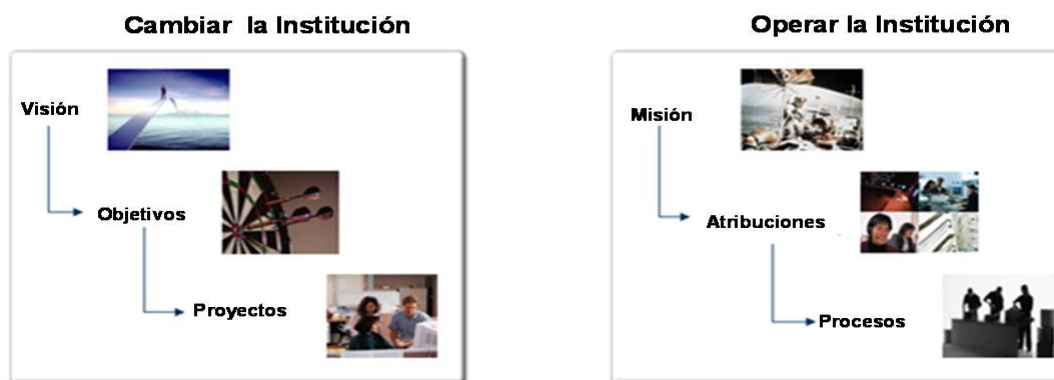 Cambiar la Institución
Visión
Objetivos
Proyectos
Operar la Institución
Misión
Atribuciones
Procesos